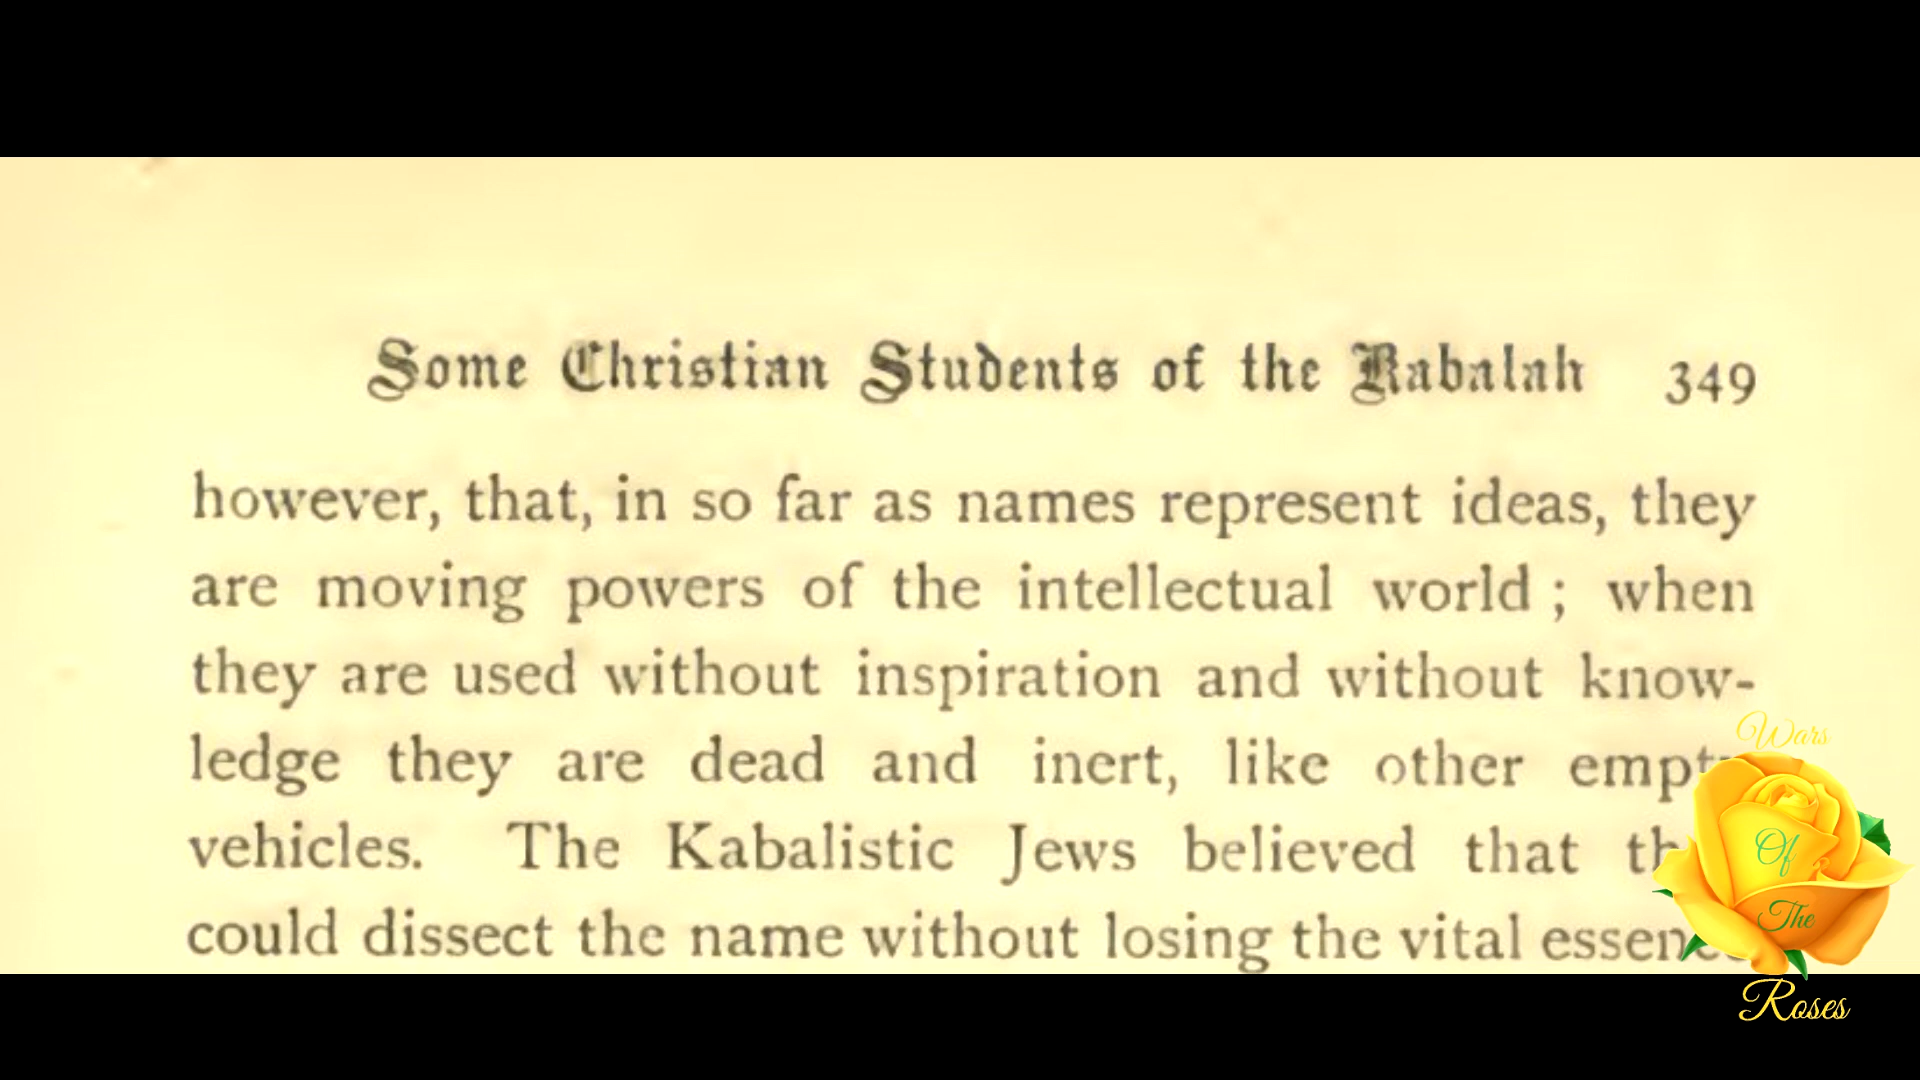 Some Christian Students of the Kabalah 349
however, that, in so far as names represent ideas, they
are moving powers of the intellectual world ; when
they are used without inspiration and without know-
ledge they are dead and inert, like other
vehicles. The Kabalistic Jews believed that
could dissect the name without losing the vital
Wars
Of
The
Roses